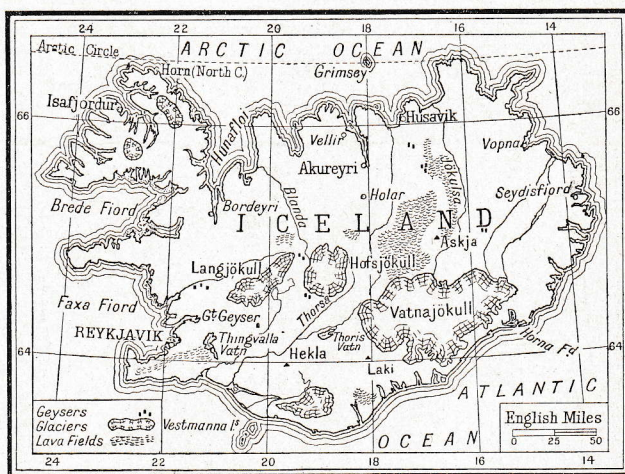 24 22 20 18 16 14
Arctic Circle
ARCTIC OCEAN
Grimsey
Horn (North C.)
Isafjördur
66
66
Hunafloi
Vellir
Husavik
Vopna
Akureyri
Jökulsa
Seydisfiord
Brede Fiord
Bordeyri
Blanda
Holar
ICELAND
Askja
Langjökull
Hofsjökull
Vatnajökull
Faxa Fiord
Gt Geyser
Thorsa
REYKJAVIK
Thingvalla
Vatn
Thoris
Vatn
Horna Fd
64
64
Hekla
Laki
ATLANTIC
OCEAN
Geysers
Glaciers
Lava Fields
Vestmanna Is
English Miles
0 25 50
24 22 20 18 16 14